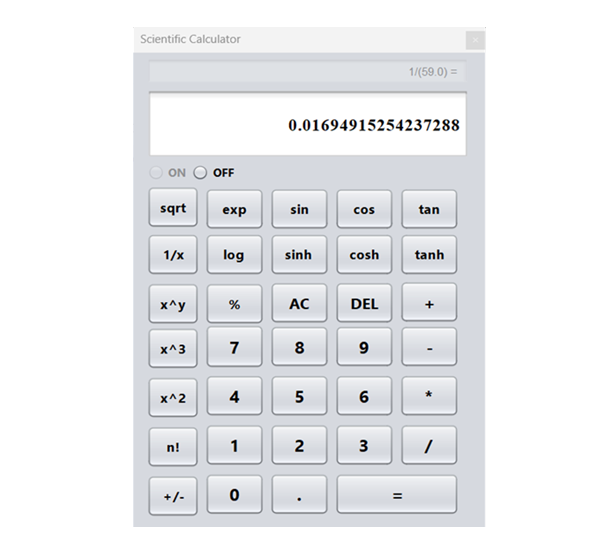 Scientific Calculator ×
1/(59.0) =
0.01694915254237288
ON OFF
sqrt exp sin cos tan
1/x log sinh cosh tanh
x^y % AC DEL +
x^3 7 8 9 -
x^2 4 5 6 *
n! 1 2 3 /
+/- 0 . =